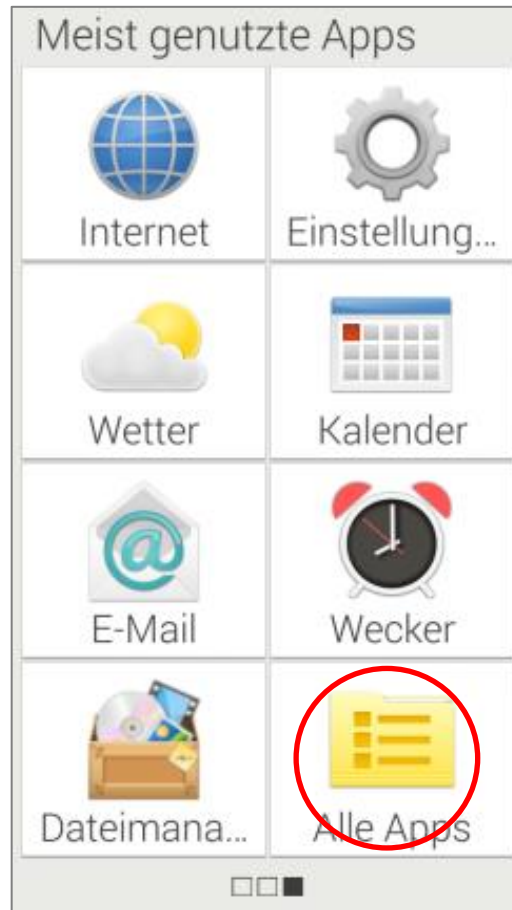 Meist genutzte Apps
Internet
Einstellung...
Wetter
Kalender
@
E-Mail
Wecker
Dateimana...
Alle Apps